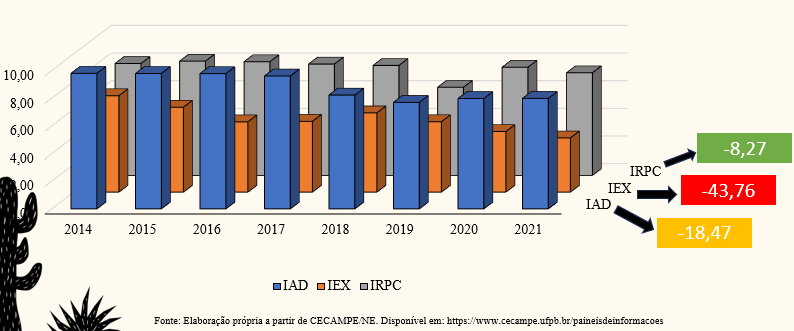 10,00
8,00
6,00
4,00
,00
2014 2015 2016 2017 2018 2019 2020 2021
IAD IEX IRPC
IRPC -8,27
IEX -43,76
IAD -18,47
Fonte: Elaboração própria a partir de CECAMPE/NE. Disponível em: https://www.cecampe.ufpb.br/paineisdeinformacoes